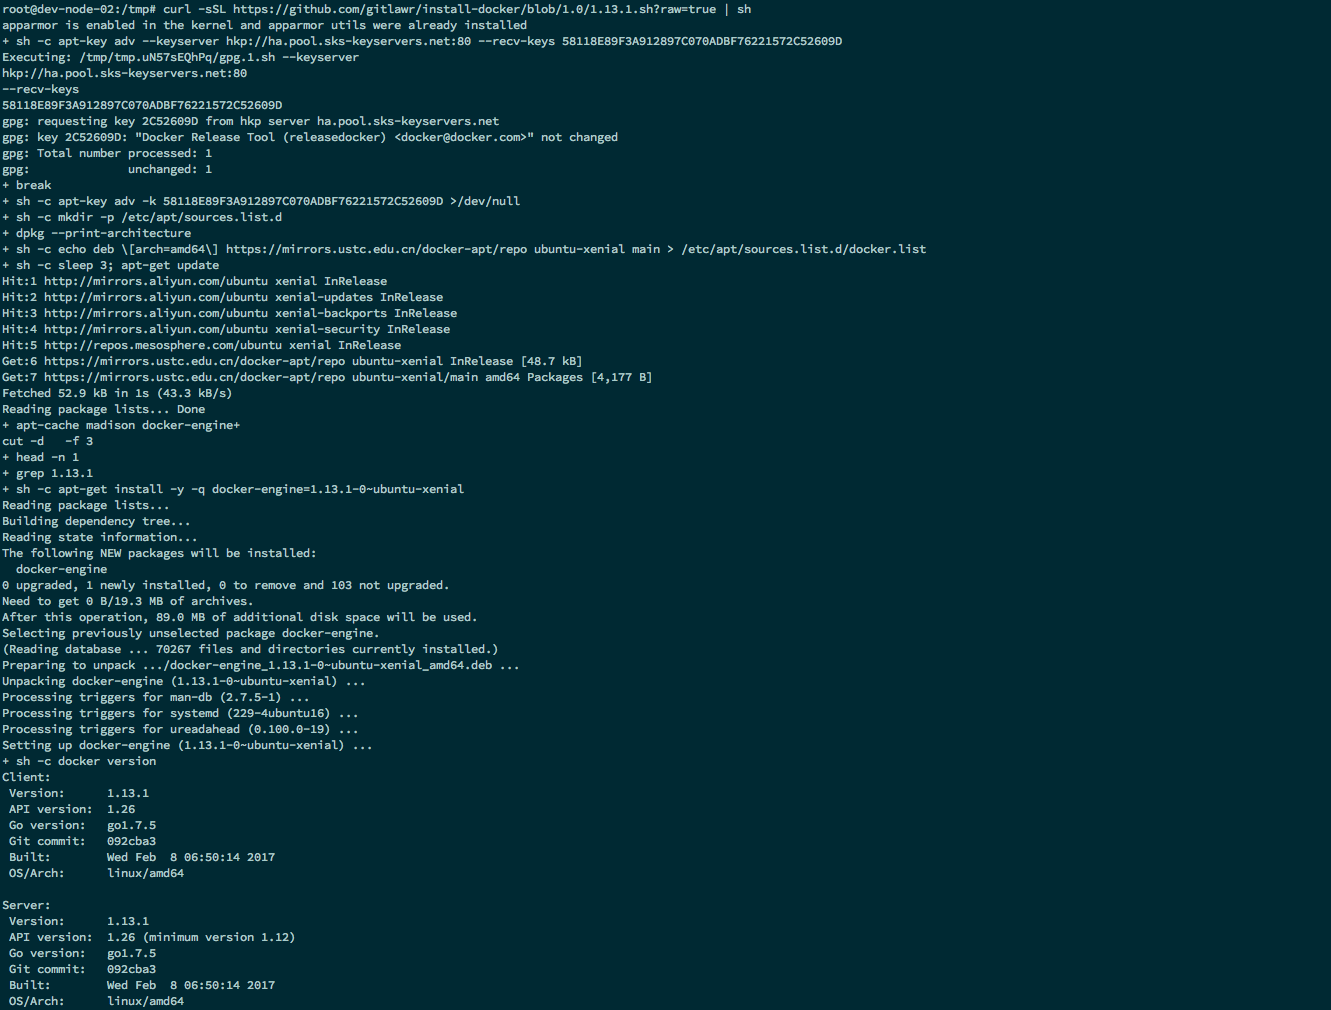 root@dev-node-02:/tmp# curl -sSL https://github.com/gitlawr/install-docker/blob/1.0/1.13.1.sh?raw=true | sh
apparmor is enabled in the kernel and apparmor utils were already installed
+ sh -c apt-key adv --keyserver hkp://ha.pool.sks-keyservers.net:80 --recv-keys 58118E89F3A912897C070ADBF76221572C52609D
Executing: /tmp/tmp.uN57sEQhPq/gpg.1.sh --keyserver
hkp://ha.pool.sks-keyservers.net:80
--recv-keys
58118E89F3A912897C070ADBF76221572C52609D
gpg: requesting key 2C52609D from hkp server ha.pool.sks-keyservers.net
gpg: key 2C52609D: "Docker Release Tool (releasedocker) <docker@docker.com>" not changed
gpg: Total number processed: 1
gpg:              unchanged: 1
+ break
+ sh -c apt-key adv -k 58118E89F3A912897C070ADBF76221572C52609D >/dev/null
+ sh -c mkdir -p /etc/apt/sources.list.d
+ dpkg --print-architecture
+ sh -c echo deb \[arch=amd64\] https://mirrors.ustc.edu.cn/docker-apt/repo ubuntu-xenial main > /etc/apt/sources.list.d/docker.list
+ sh -c sleep 3; apt-get update
Hit:1 http://mirrors.aliyun.com/ubuntu xenial InRelease
Hit:2 http://mirrors.aliyun.com/ubuntu xenial-updates InRelease
Hit:3 http://mirrors.aliyun.com/ubuntu xenial-backports InRelease
Hit:4 http://mirrors.aliyun.com/ubuntu xenial-security InRelease
Hit:5 http://repos.mesosphere.com/ubuntu xenial InRelease
Get:6 https://mirrors.ustc.edu.cn/docker-apt/repo ubuntu-xenial InRelease [48.7 kB]
Get:7 https://mirrors.ustc.edu.cn/docker-apt/repo ubuntu-xenial/main amd64 Packages [4,177 B]
Fetched 52.9 kB in 1s (43.3 kB/s)
Reading package lists... Done
+ apt-cache madison docker-engine+
cut -d   -f 3
+ head -n 1
+ grep 1.13.1
+ sh -c apt-get install -y -q docker-engine=1.13.1-0~ubuntu-xenial
Reading package lists...
Building dependency tree...
Reading state information...
The following NEW packages will be installed:
  docker-engine
0 upgraded, 1 newly installed, 0 to remove and 103 not upgraded.
Need to get 0 B/19.3 MB of archives.
After this operation, 89.0 MB of additional disk space will be used.
Selecting previously unselected package docker-engine.
(Reading database ... 70267 files and directories currently installed.)
Preparing to unpack .../docker-engine_1.13.1-0~ubuntu-xenial_amd64.deb ...
Unpacking docker-engine (1.13.1-0~ubuntu-xenial) ...
Processing triggers for man-db (2.7.5-1) ...
Processing triggers for systemd (229-4ubuntu16) ...
Processing triggers for ureadahead (0.100.0-19) ...
Setting up docker-engine (1.13.1-0~ubuntu-xenial) ...
+ sh -c docker version
Client:
 Version:      1.13.1
 API version:  1.26
 Go version:   go1.7.5
 Git commit:   092cba3
 Built:        Wed Feb  8 06:50:14 2017
 OS/Arch:      linux/amd64

Server:
 Version:      1.13.1
 API version:  1.26 (minimum version 1.12)
 Go version:   go1.7.5
 Git commit:   092cba3
 Built:        Wed Feb  8 06:50:14 2017
 OS/Arch:      linux/amd64